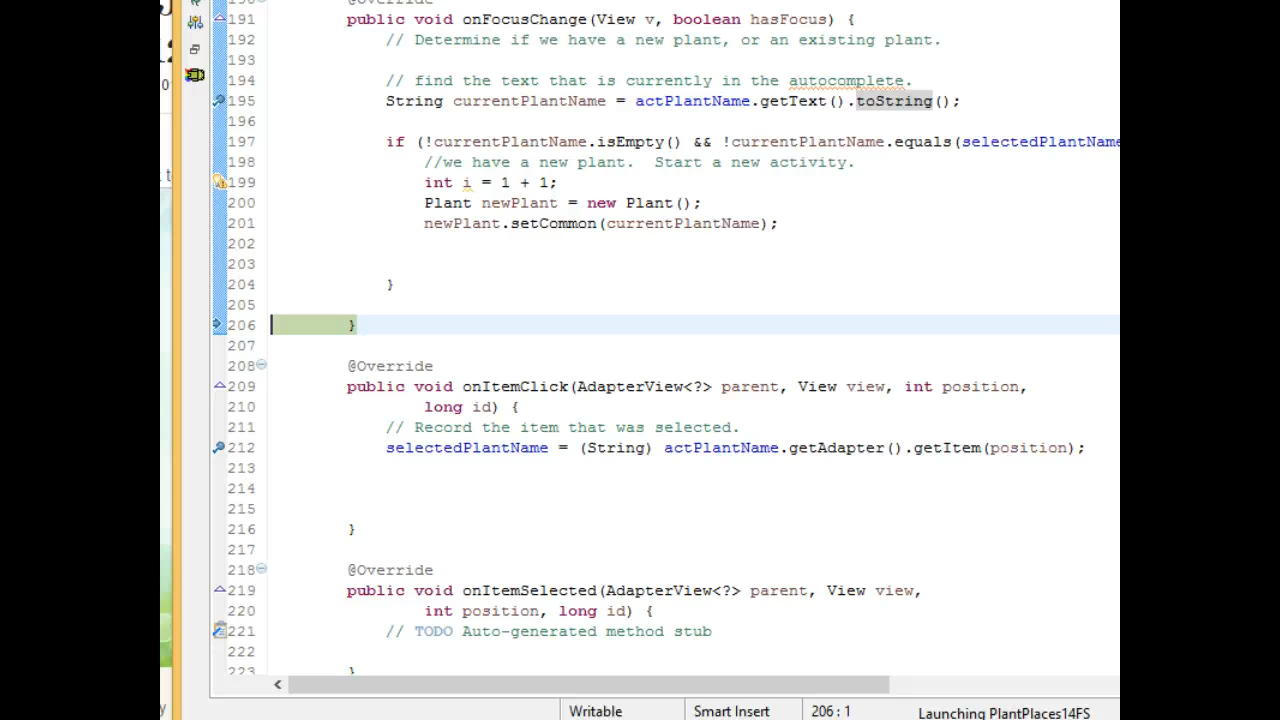 @Override
191 public void onFocusChange(View v, boolean hasFocus) {
192 // Determine if we have a new plant, or an existing plant.
193
194 // find the text that is currently in the autocomplete.
195 String currentPlantName = actPlantName.getText().toString();
196
197 if (!currentPlantName.isEmpty() && !currentPlantName.equals(selectedPlantName
198 //we have a new plant.  Start a new activity.
199 int i = 1 + 1;
200 Plant newPlant = new Plant();
201 newPlant.setCommon(currentPlantName);
202
203
204 }
205
206 }
207
208 @Override
209 public void onItemClick(AdapterView<?> parent, View view, int position,
210 long id) {
211 // Record the item that was selected.
212 selectedPlantName = (String) actPlantName.getAdapter().getItem(position);
213
214
215
216 }
217
218 @Override
219 public void onItemSelected(AdapterView<?> parent, View view,
220 int position, long id) {
221 // TODO Auto-generated method stub
222
223 }
Writable Smart Insert 206 : 1 Launching PlantPlaces14FS